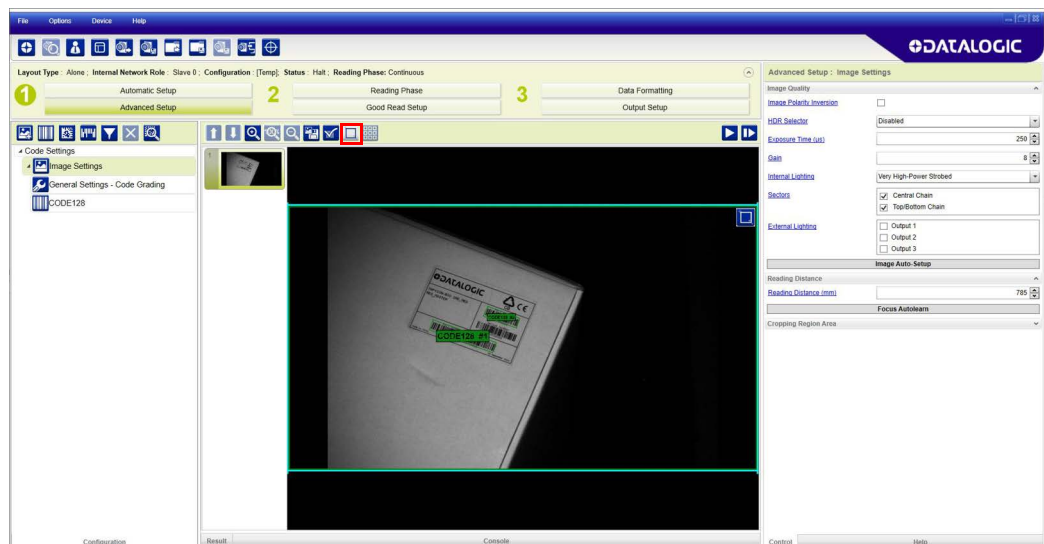 File Options Device Help
DATALOGIC
Layout Type : Alone ; Internal Network Role : Slave 0 ; Configuration : [Temp]; Status : Halt ; Reading Phase: Continuous
1
Automatic Setup
Advanced Setup
2
Reading Phase
Good Read Setup
3
Data Formatting
Output Setup
Code Settings
Image Settings
General Settings - Code Grading
CODE128
Configuration
1
DATALOGIC
CE
CODE128 #1
Result
Console
Advanced Setup : Image Settings
Image Quality
Image Polarity Inversion
HDR Selector Disabled
Exposure Time (us) 250
Gain 8
Internal Lighting Very High-Power Strobed
Sectors Central Chain
Top/Bottom Chain
External Lighting Output 1
Output 2
Output 3
Image Auto-Setup
Reading Distance
Reading Distance (mm) 785
Focus Autolearn
Cropping Region Area
Control Help